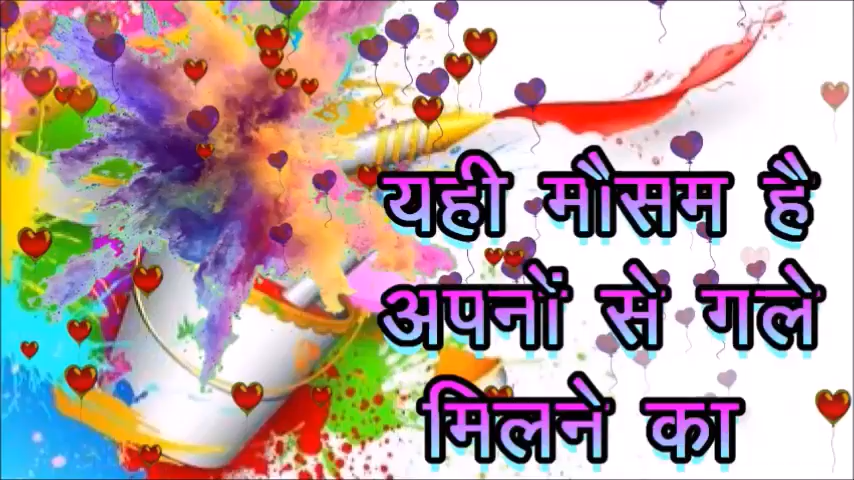 यही मौसम है
अपनों से गले
मिलने का